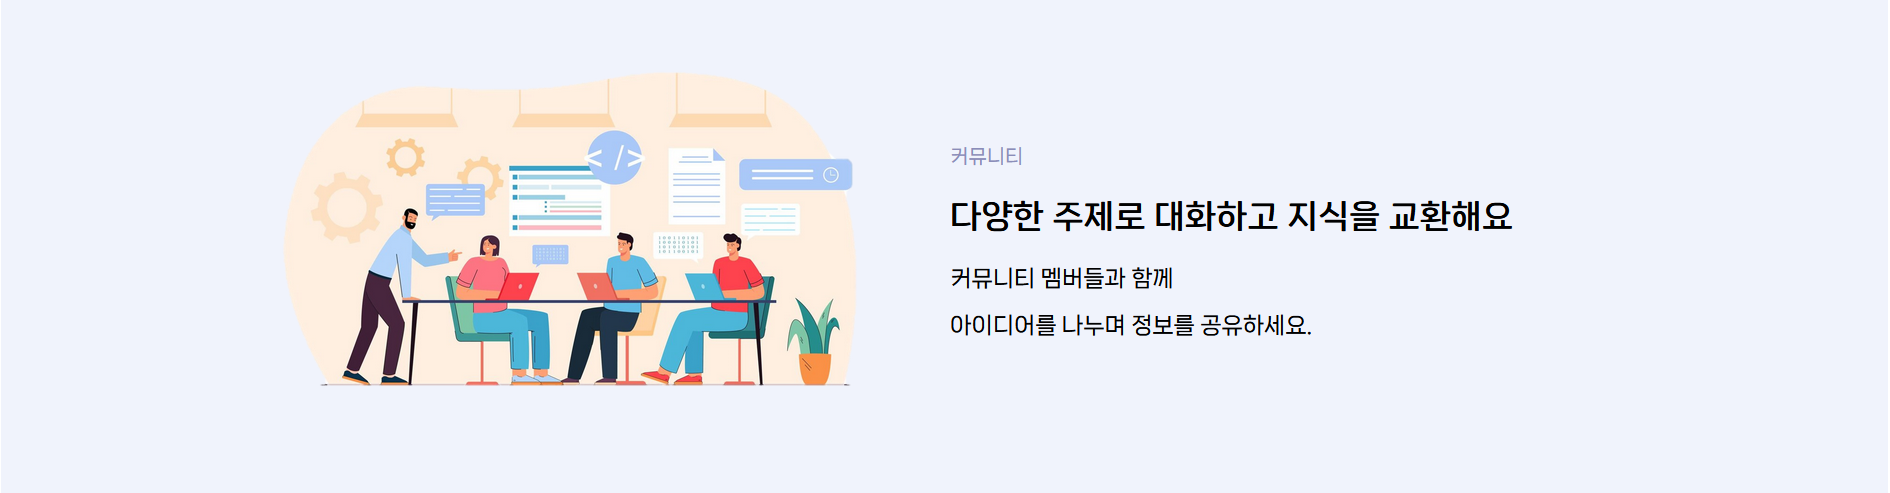 커뮤니티
다양한 주제로 대화하고 지식을 교환해요
커뮤니티 멤버들과 함께
아이디어를 나누며 정보를 공유하세요.
</>